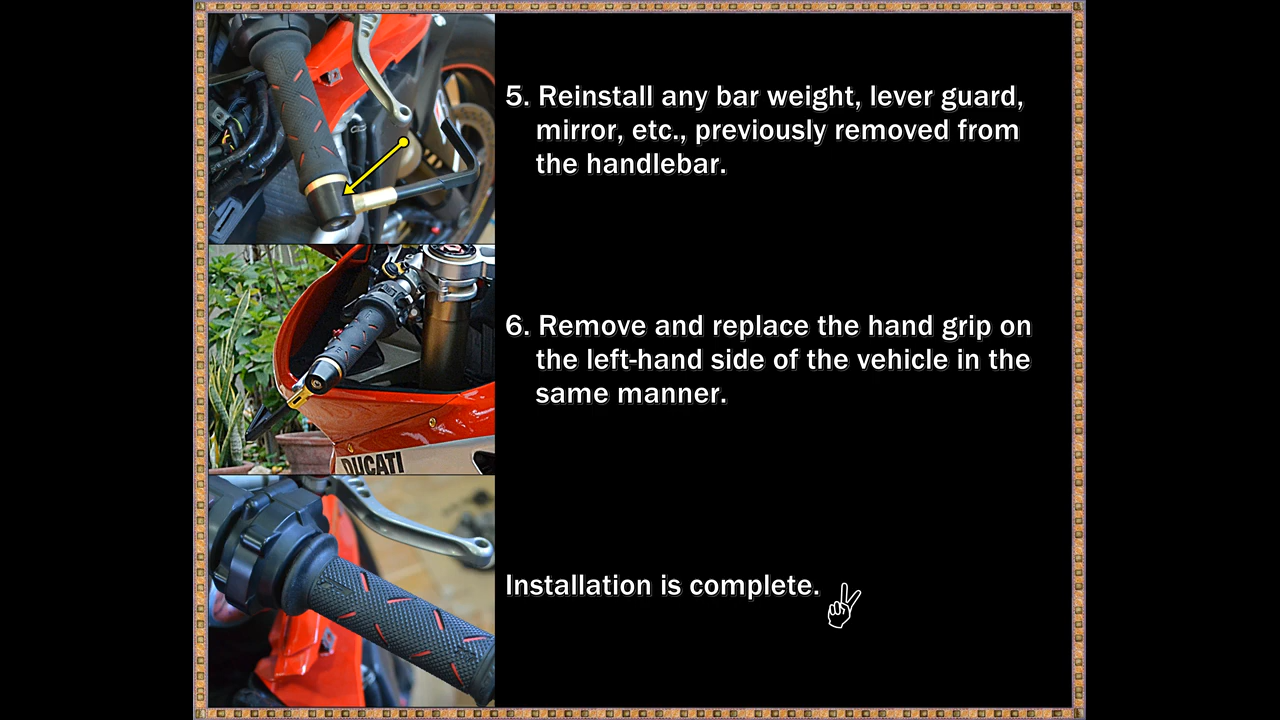 5. Reinstall any bar weight, lever guard,
mirror, etc., previously removed from
the handlebar.
6. Remove and replace the hand grip on
the left-hand side of the vehicle in the
same manner.
DUCATI
Installation is complete.